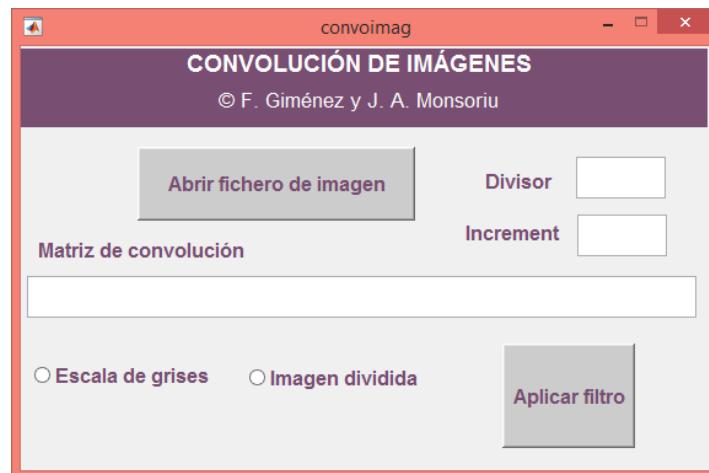 convoimag
CONVOLUCIÓN DE IMÁGENES
© F. Giménez y J. A. Monsoriu
Abrir fichero de imagen
Divisor
Increment
Matriz de convolución
Escala de grises
Imagen dividida
Aplicar filtro